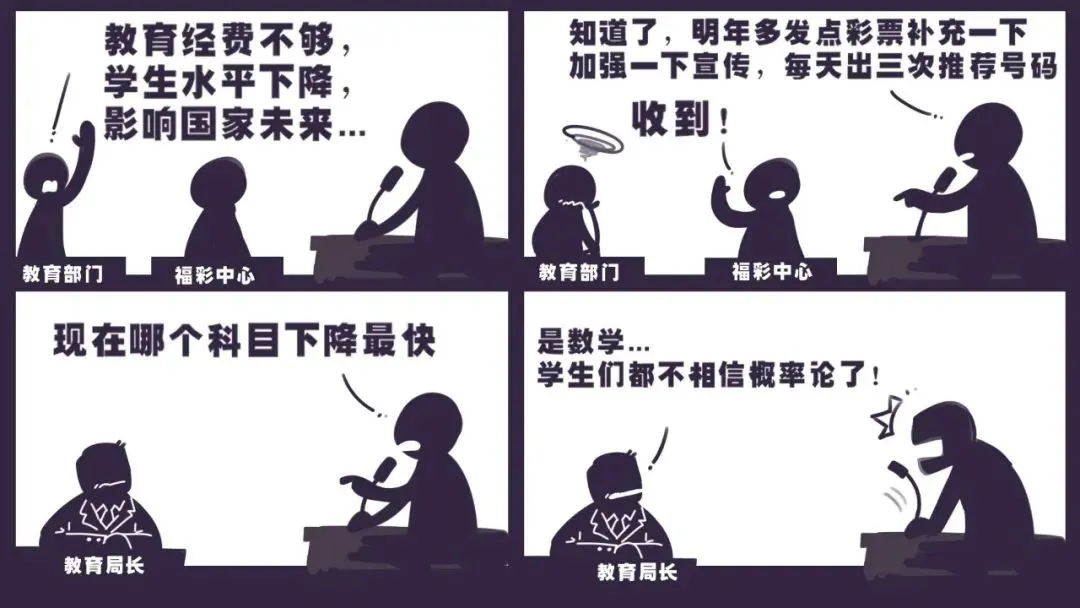 教育经费不够，
学生水平下降，
影响国家未来...
教育部门
福彩中心
知道了，明年多发点彩票补充一下
加强一下宣传，每天出三次推荐号码
收到！
教育部门
福彩中心
现在哪个科目下降最快
教育局长
是数学...
学生们都不相信概率论了！
教育局长